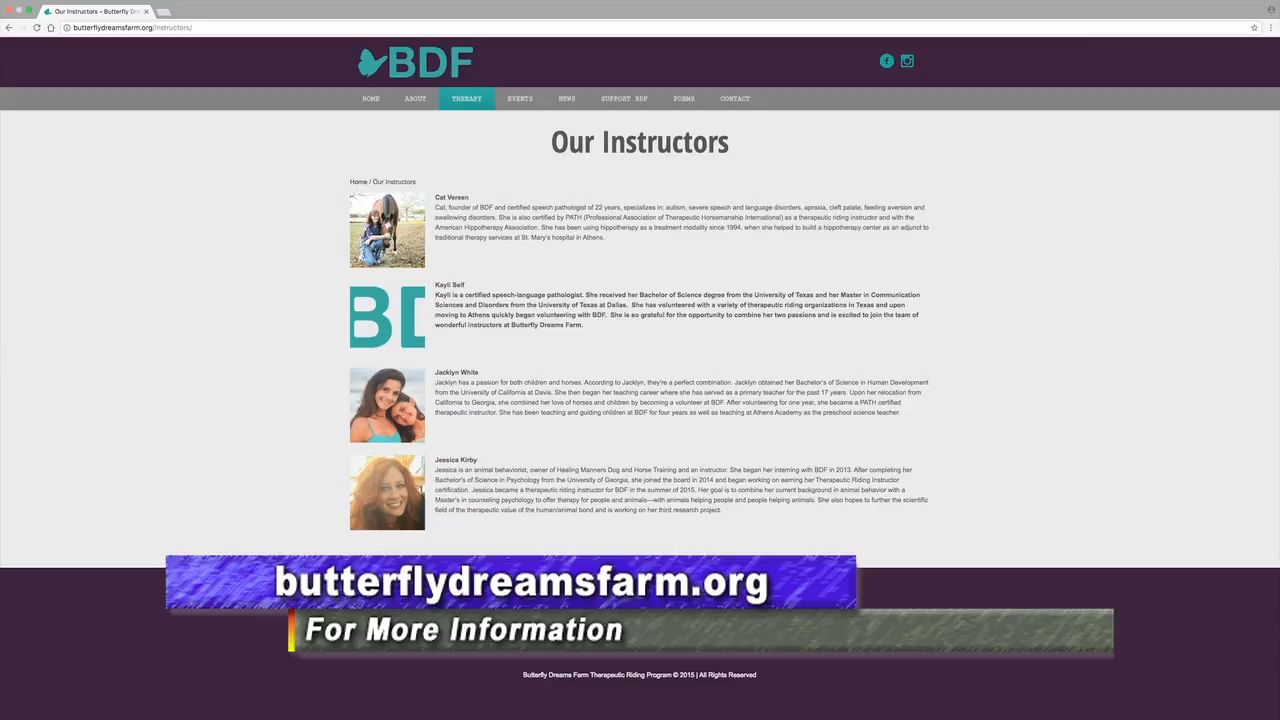 Our Instructors – Butterfly D
butterflydreamsfarm.org/instructors/
BDF
HOME ABOUT THERAPY EVENTS NEWS SUPPORT BDF FORMS CONTACT
Our Instructors
Home / Our Instructors
Cat Vereen
Cat, founder of BDF and certified speech pathologist of 22 years, specializes in: autism, severe speech and language disorders, apraxia, cleft palate, feeding aversion and
swallowing disorders. She is also certified by PATH (Professional Association of Therapeutic Horsemanship International) as a therapeutic riding instructor and with the
American Hippotherapy Association. She has been using hippotherapy as a treatment modality since 1994, when she helped to build a hippotherapy center as an adjunct to
traditional therapy services at St. Mary's hospital in Athens.
BD
Kayli Self
Kayli is a certified speech-language pathologist. She received her Bachelor of Science degree from the University of Texas and her Master in Communication
Sciences and Disorders from the University of Texas at Dallas. She has volunteered with a variety of therapeutic riding organizations in Texas and upon
moving to Athens quickly began volunteering with BDF. She is so grateful for the opportunity to combine her two passions and is excited to join the team of
wonderful instructors at Butterfly Dreams Farm.
Jacklyn White
Jacklyn has a passion for both children and horses. According to Jacklyn, they're a perfect combination. Jacklyn obtained her Bachelor's of Science in Human Development
from the University of California at Davis. She then began her teaching career where she has served as a primary teacher for the past 17 years. Upon her relocation from
California to Georgia, she combined her love of horses and children by becoming a volunteer at BDF. After volunteering for one year, she became a PATH certified
therapeutic instructor. She has been teaching and guiding children at BDF for four years as well as teaching at Athens Academy as the preschool science teacher.
Jessica Kirby
Jessica is an animal behaviorist, owner of Healing Manners Dog and Horse Training and an instructor. She began her interning with BDF in 2013. After completing her
Bachelor's of Science in Psychology from the University of Georgia, she joined the board in 2014 and began working on earning her Therapeutic Riding Instructor
certification. Jessica became a therapeutic riding instructor for BDF in the summer of 2015. Her goal is to combine her current background in animal behavior with a
Master's in counseling psychology to offer therapy for people and animals—with animals helping people and people helping animals. She also hopes to further the scientific
field of the therapeutic value of the human/animal bond and is working on her third research project.
butterflydreamsfarm.org
For More Information
Butterfly Dreams Farm Therapeutic Riding Program © 2015 | All Rights Reserved